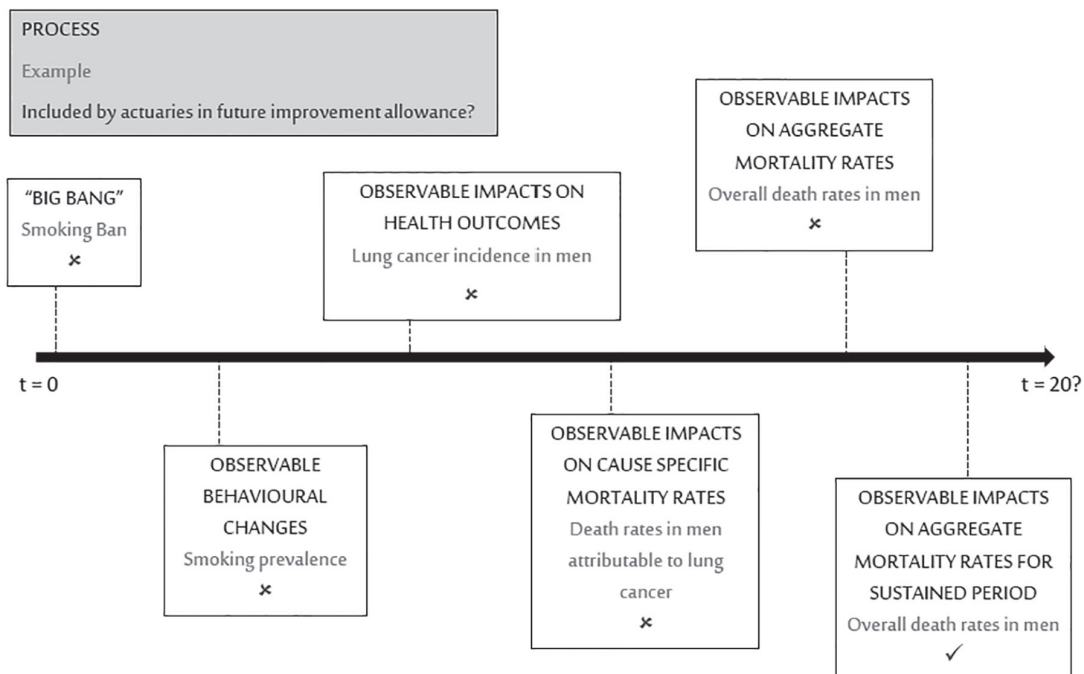 PROCESS
Example
Included by actuaries in future improvement allowance?
“BIG BANG”
Smoking Ban
✗
OBSERVABLE IMPACTS ON
HEALTH OUTCOMES
Lung cancer incidence in men
✗
OBSERVABLE IMPACTS
ON AGGREGATE
MORTALITY RATES
Overall death rates in men
✗
t = 0
t = 20?
OBSERVABLE
BEHAVIOURAL
CHANGES
Smoking prevalence
✗
OBSERVABLE IMPACTS
ON CAUSE SPECIFIC
MORTALITY RATES
Death rates in men
attributable to lung
cancer
✗
OBSERVABLE IMPACTS
ON AGGREGATE
MORTALITY RATES FOR
SUSTAINED PERIOD
Overall death rates in men
✓